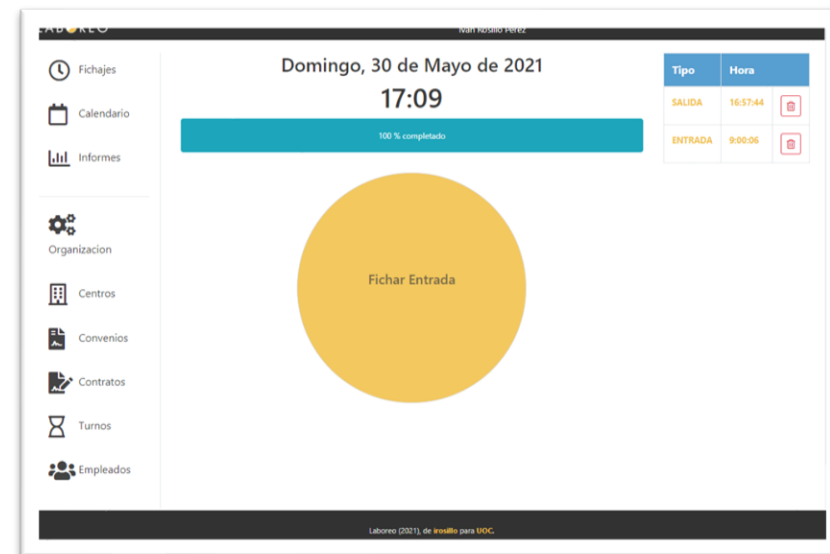 LABOREO
Ivan Rosillo Perez
Fichajes
Calendario
Informes
Organizacion
Centros
Convenios
Contratos
Turnos
Empleados
Domingo, 30 de Mayo de 2021
17:09
100 % completado
Fichar Entrada
Tipo Hora
SALIDA 16:57:44
ENTRADA 9:00:06
Laboreo (2021), de irosillo para UOC.